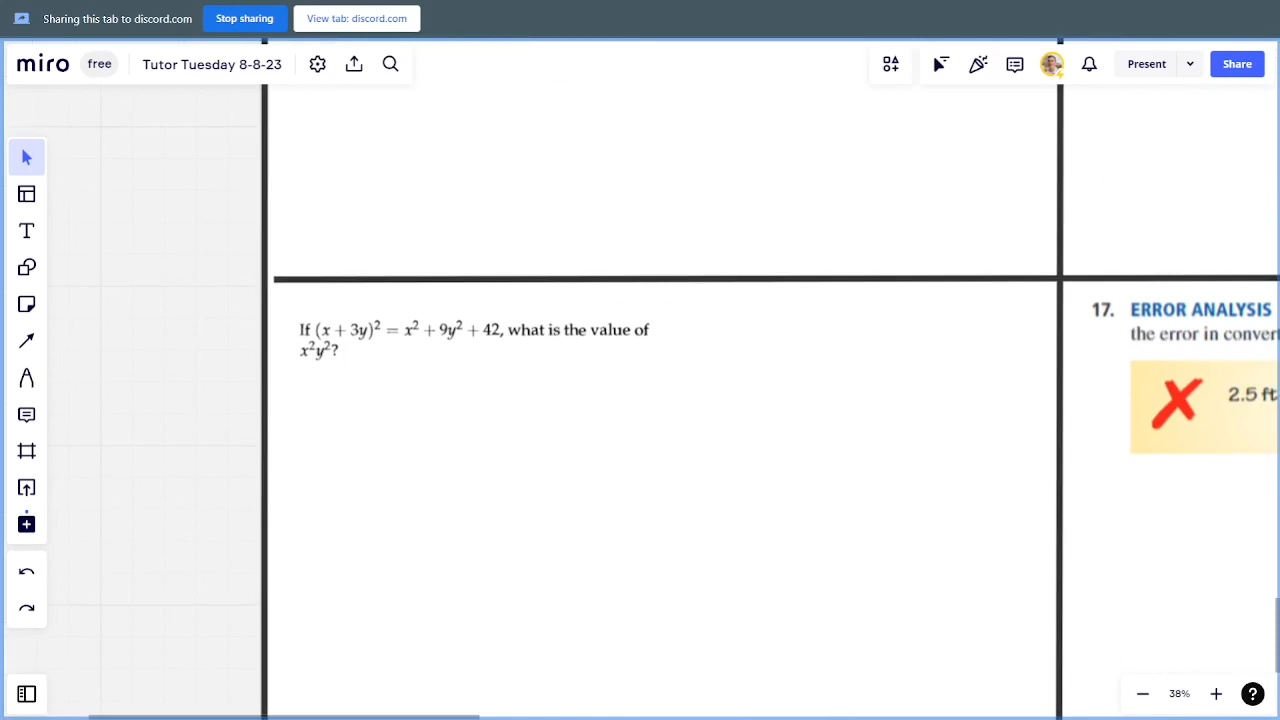 Sharing this tab to discord.com
Stop sharing
View tab: discord.com
miro
free
Tutor Tuesday 8-8-23
Present
Share
If (x + 3y)² = x² + 9y² + 42, what is the value of
x²y²?
17. ERROR ANALYSIS
the error in convert
2.5 ft
38%